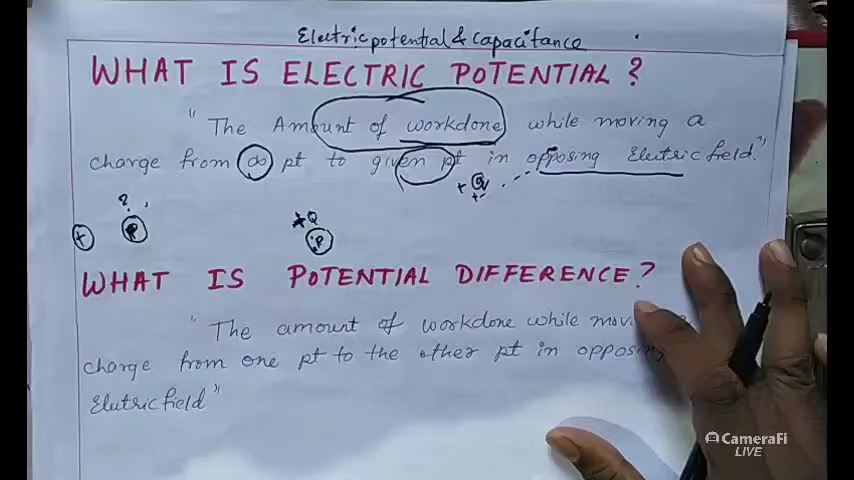 Electric potential & Capacitance
WHAT IS ELECTRIC POTENTIAL ?
"The Amount of workdone while moving a
charge from ∞ pt to given pt in opposing Electric field."
+ Q
+
?
+ P
Q
P
WHAT IS POTENTIAL DIFFERENCE ?
"The amount of workdone while movi
charge from one pt to the other pt in opposing
Electric field"
CameraFi
LIVE